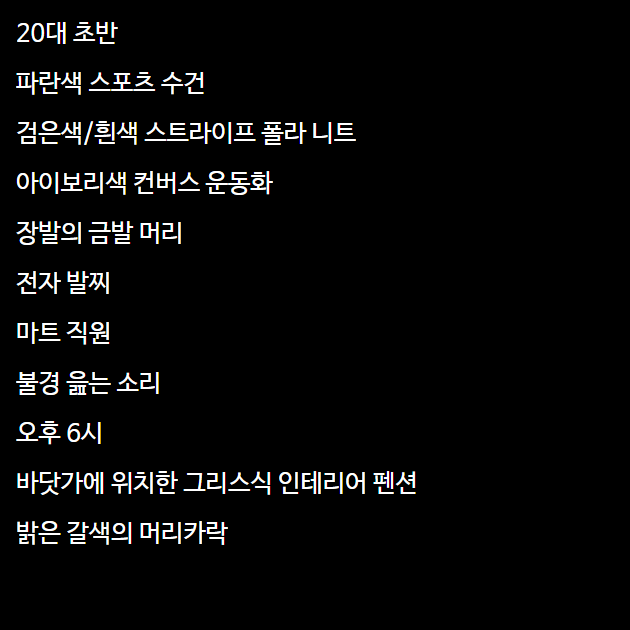 20대 초반
파란색 스포츠 수건
검은색/흰색 스트라이프 폴라 니트
아이보리색 컨버스 운동화
장발의 금발 머리
전자 발찌
마트 직원
불경 읊는 소리
오후 6시
바닷가에 위치한 그리스식 인테리어 펜션
밝은 갈색의 머리카락